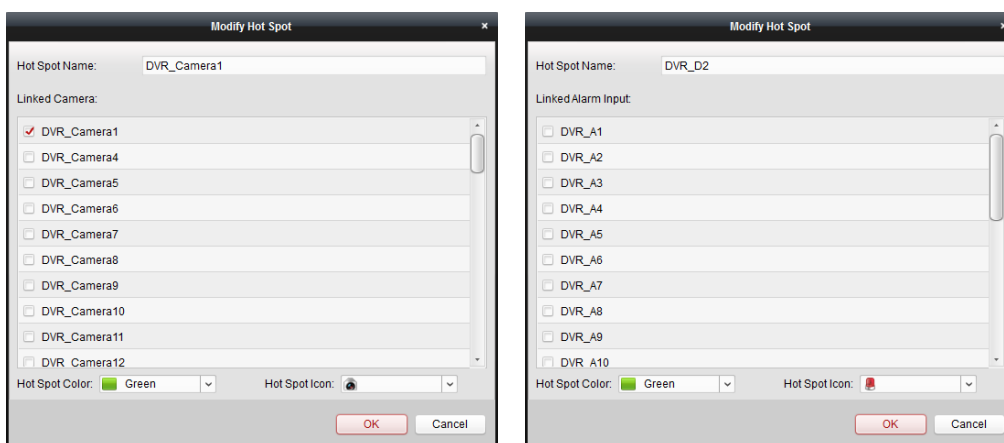 Modify Hot Spot ×
Hot Spot Name: DVR_Camera1
Linked Camera:
DVR_Camera1
DVR_Camera4
DVR_Camera5
DVR_Camera6
DVR_Camera7
DVR_Camera8
DVR_Camera9
DVR_Camera10
DVR_Camera11
DVR_Camera12
Hot Spot Color: Green Hot Spot Icon:
OK Cancel
Modify Hot Spot ×
Hot Spot Name: DVR_D2
Linked Alarm Input:
DVR_A1
DVR_A2
DVR_A3
DVR_A4
DVR_A5
DVR_A6
DVR_A7
DVR_A8
DVR_A9
DVR_A10
Hot Spot Color: Green Hot Spot Icon:
OK Cancel